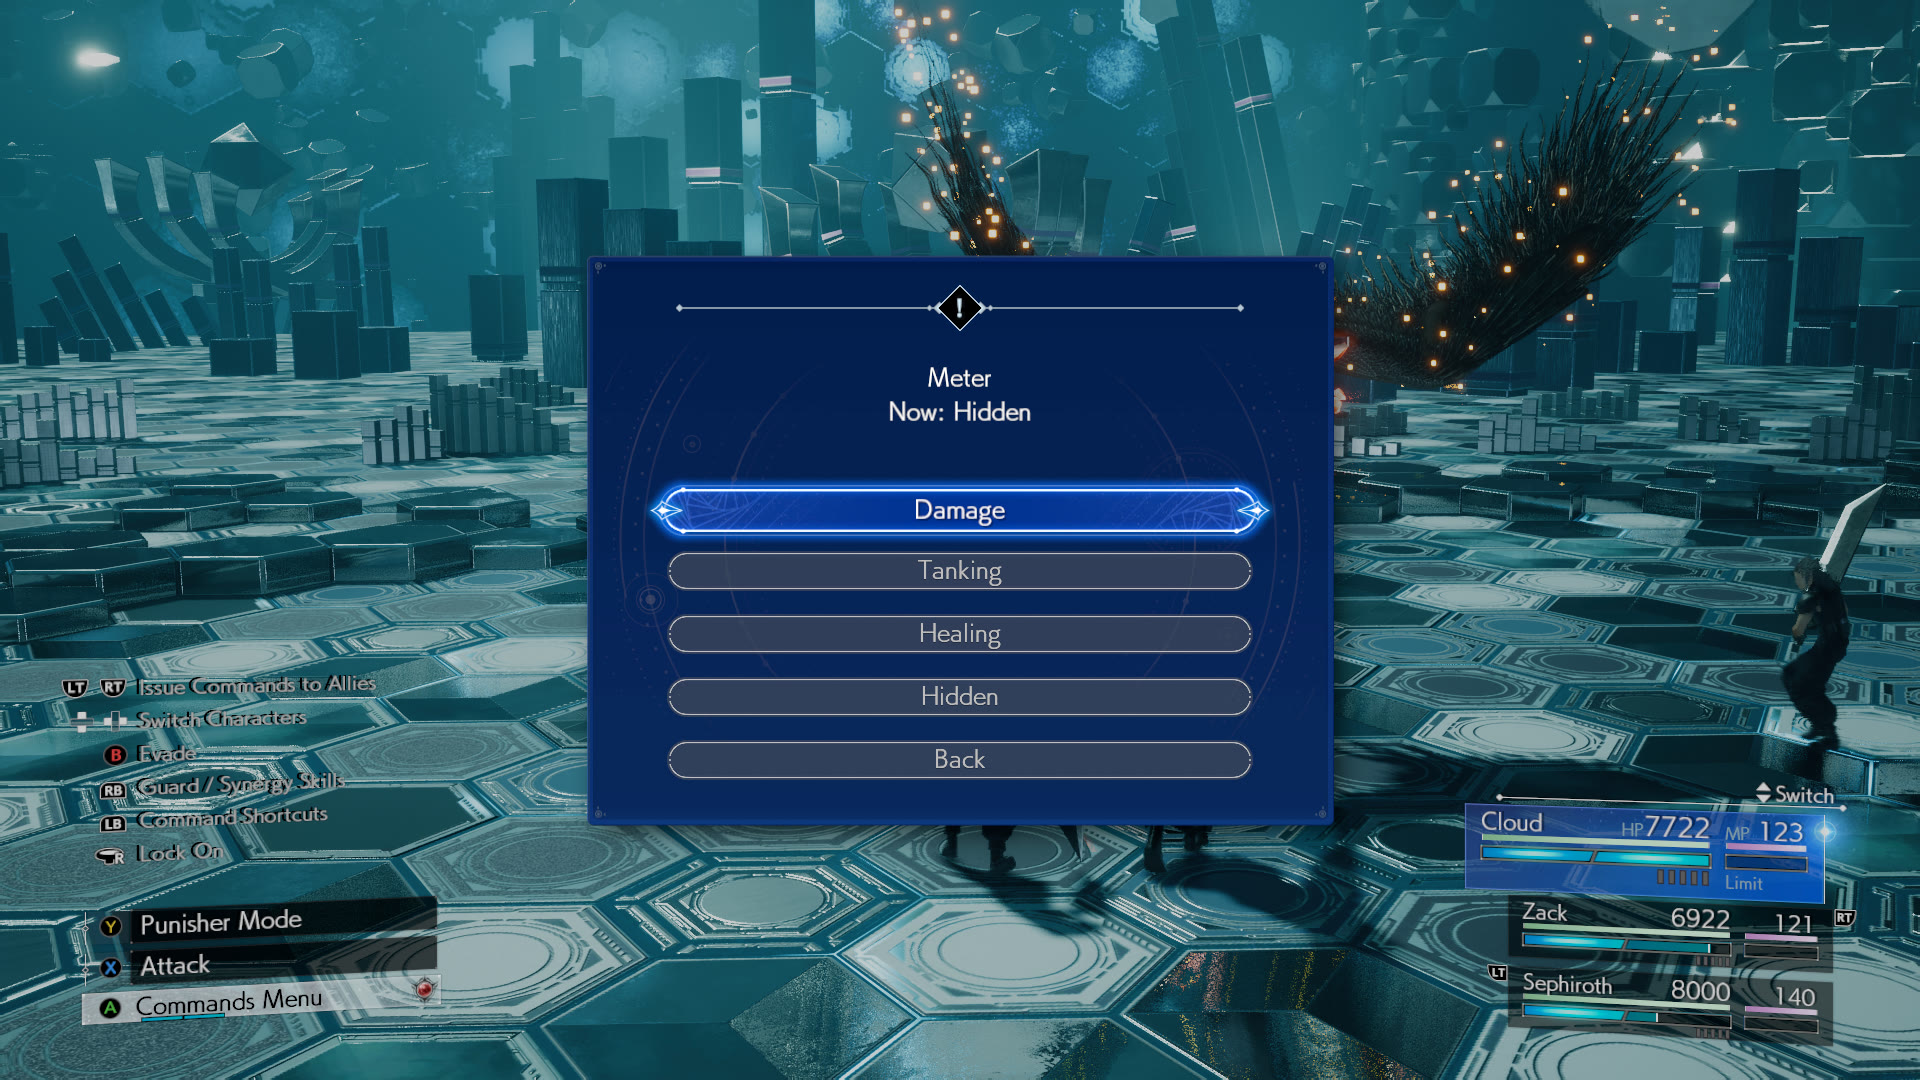 !
Meter
Now: Hidden
Damage
Tanking
Healing
Hidden
Back
LT RT Issue Commands to Allies
Switch Characters
B Evade
RB Guard / Synergy Skills
LB Command Shortcuts
R Lock On
Y Punisher Mode
X Attack
A Commands Menu
Switch
Cloud HP 7722 MP 123
Limit
Zack 6922 121 RT
LT Sephiroth 8000 140